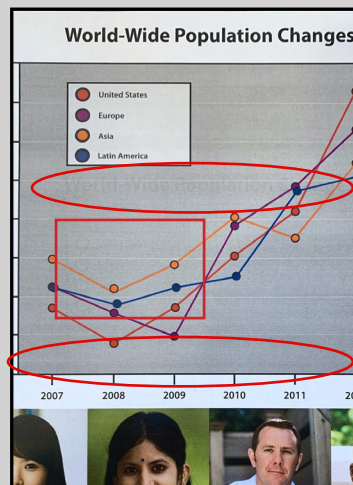 World-Wide Population Changes
United States
Europe
Asia
Latin America
2007 2008 2009 2010 2011